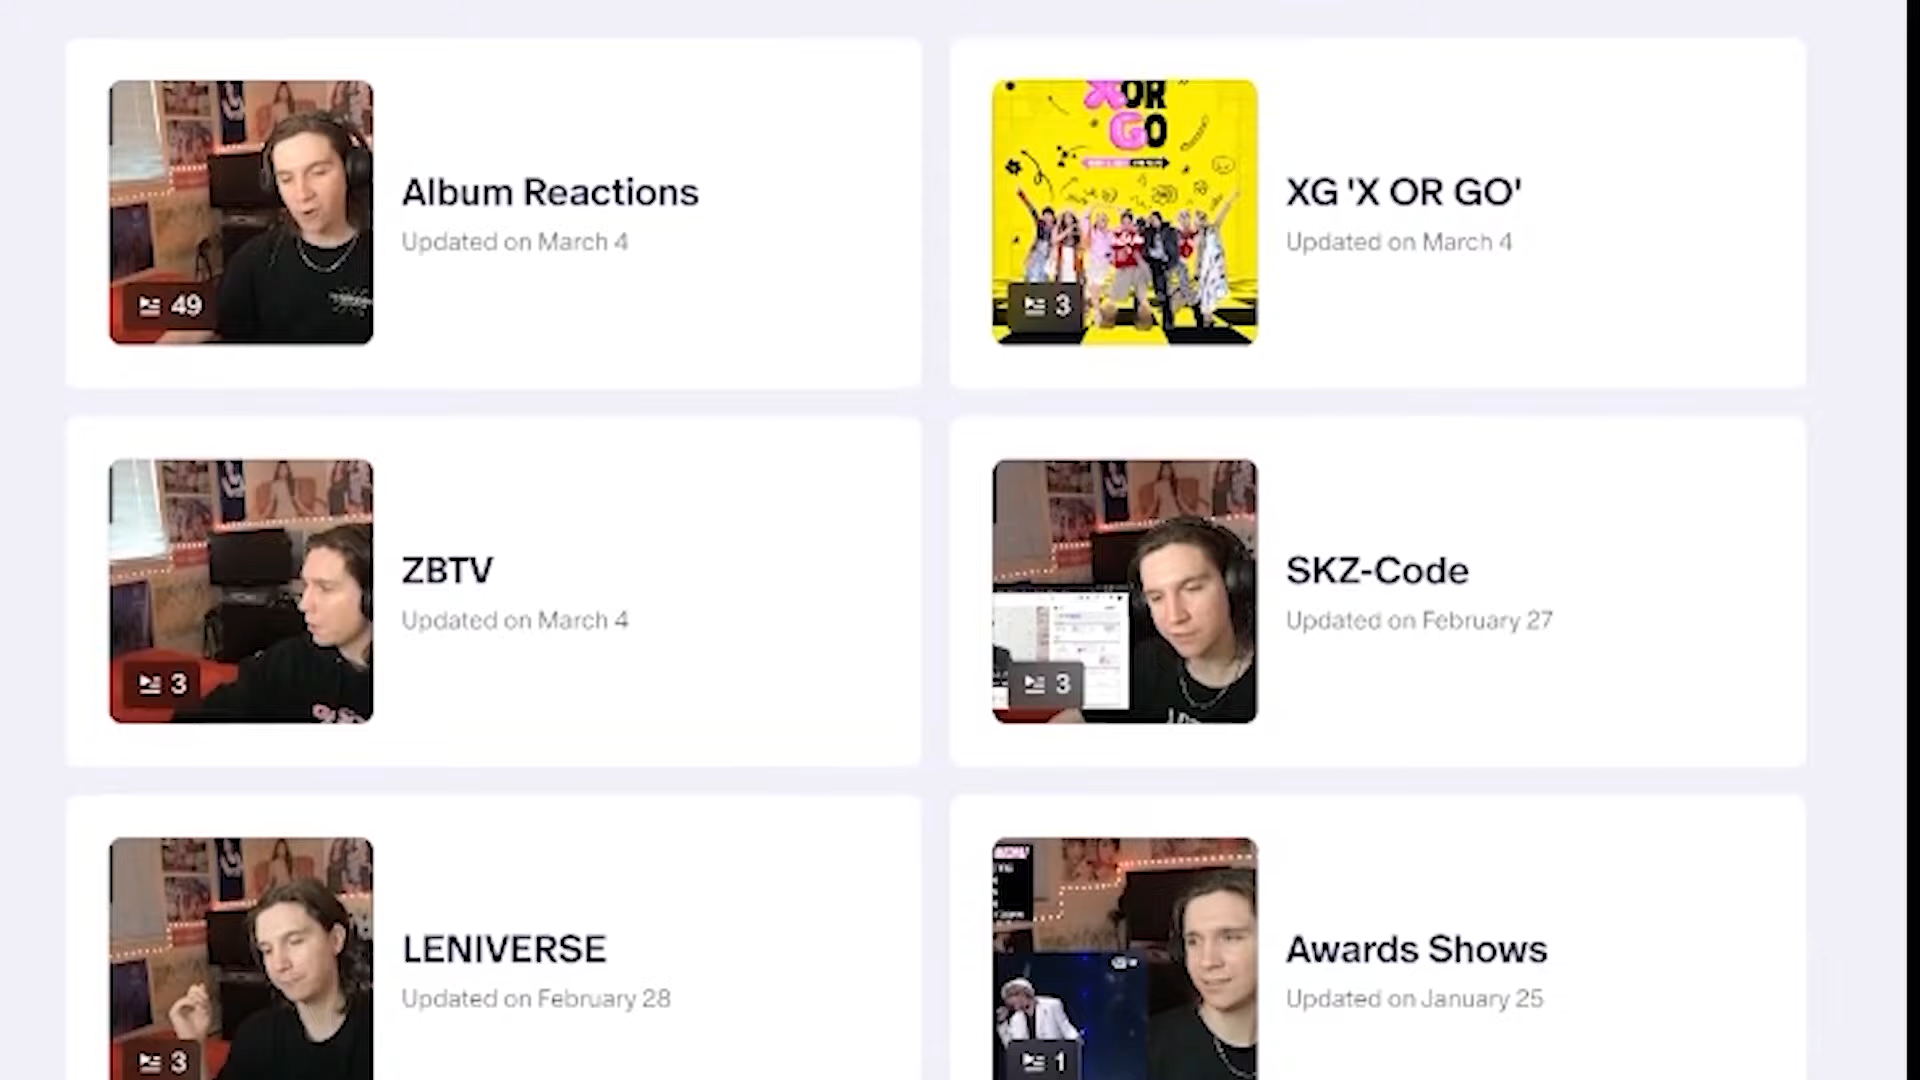 49
Album Reactions
Updated on March 4
X OR
GO
3
XG 'X OR GO'
Updated on March 4
3
ZBTV
Updated on March 4
3
SKZ-Code
Updated on February 27
3
LENIVERSE
Updated on February 28
1
Awards Shows
Updated on January 25